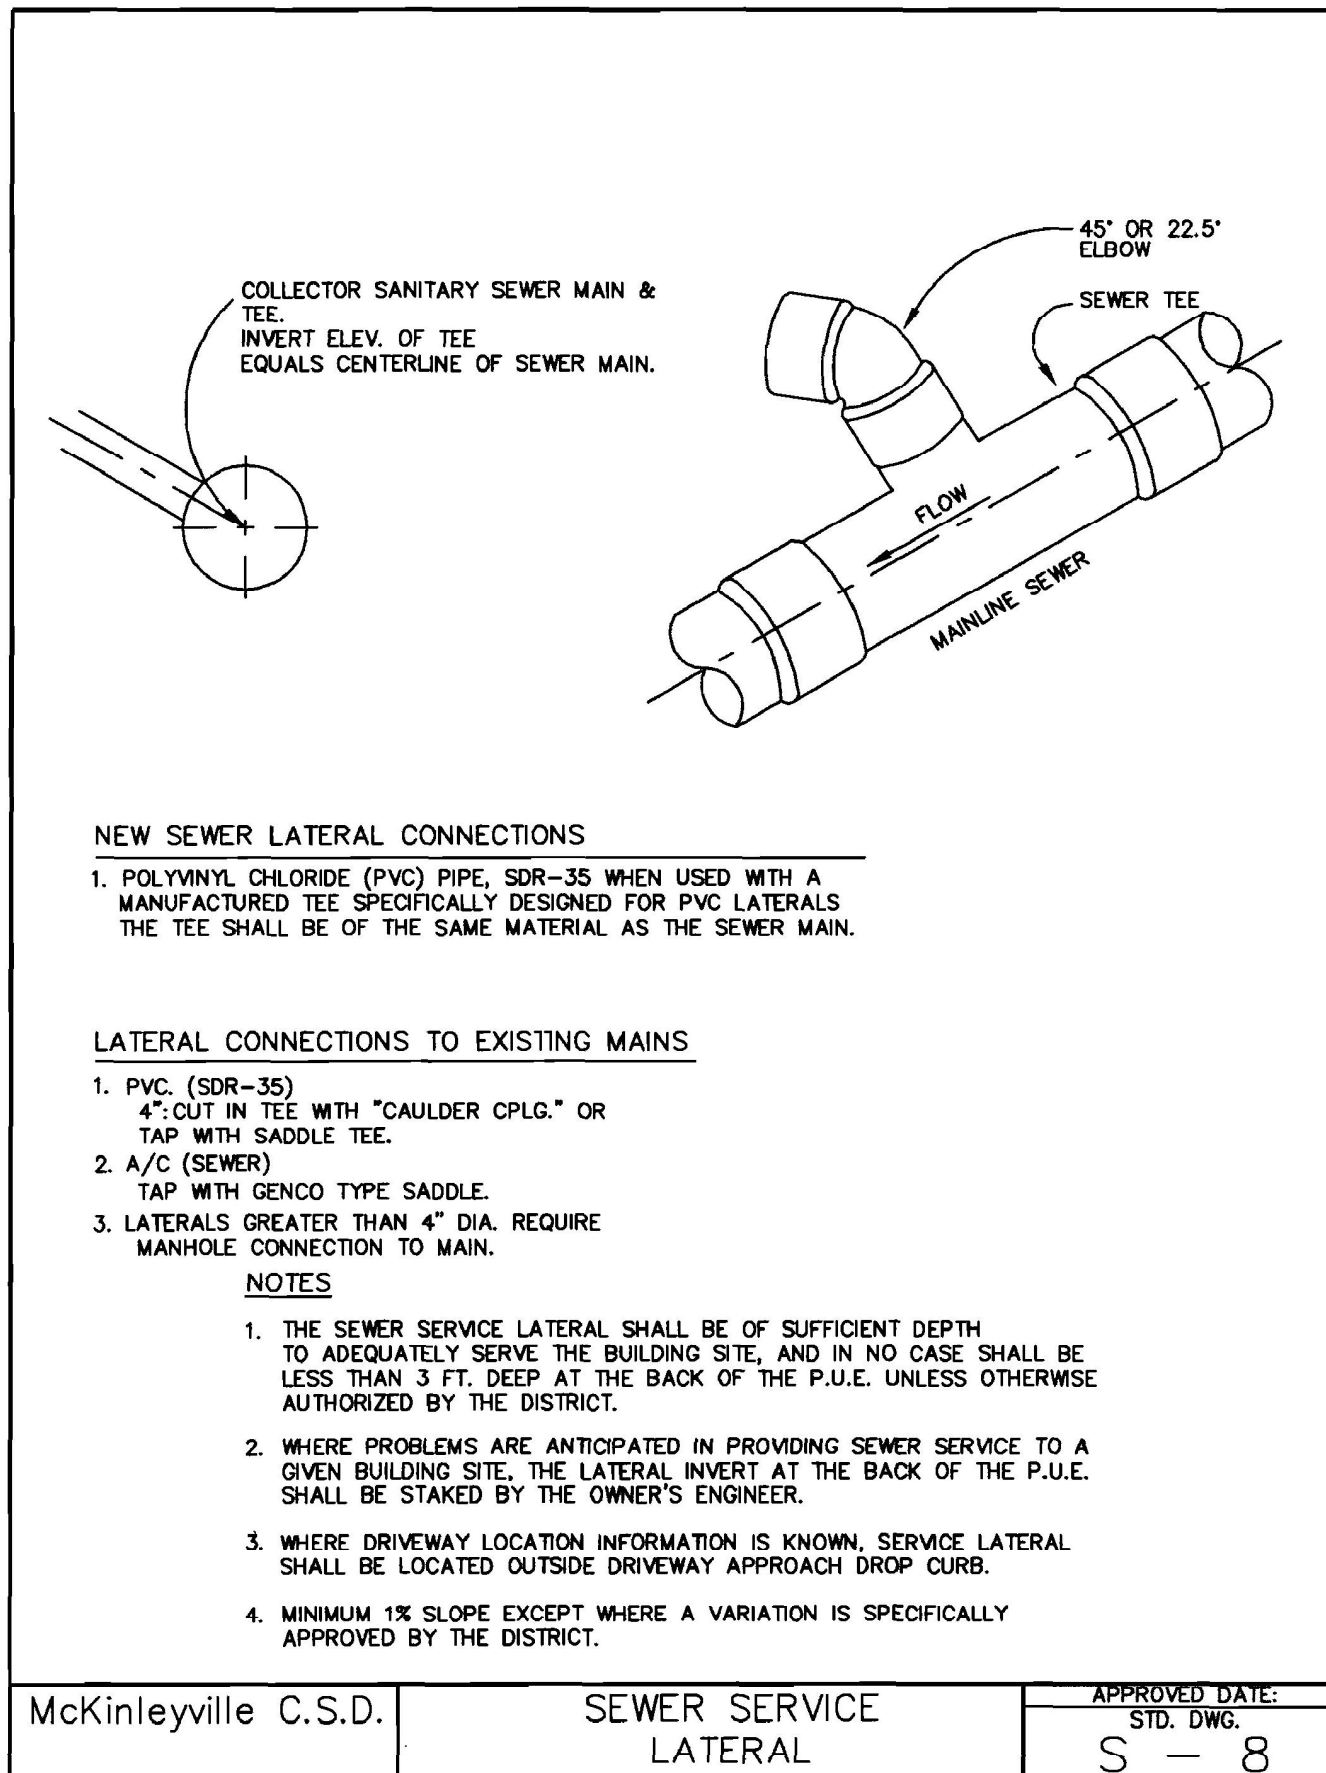 45° OR 22.5°
ELBOW
SEWER TEE
COLLECTOR SANITARY SEWER MAIN &
TEE.
INVERT ELEV. OF TEE
EQUALS CENTERLINE OF SEWER MAIN.
FLOW
MAINLINE SEWER
NEW SEWER LATERAL CONNECTIONS
1. POLYVINYL CHLORIDE (PVC) PIPE, SDR-35 WHEN USED WITH A
MANUFACTURED TEE SPECIFICALLY DESIGNED FOR PVC LATERALS
THE TEE SHALL BE OF THE SAME MATERIAL AS THE SEWER MAIN.
LATERAL CONNECTIONS TO EXISTING MAINS
1. PVC. (SDR-35)
4":CUT IN TEE WITH "CAULDER CPLG." OR
TAP WITH SADDLE TEE.
2. A/C (SEWER)
TAP WITH GENCO TYPE SADDLE.
3. LATERALS GREATER THAN 4" DIA. REQUIRE
MANHOLE CONNECTION TO MAIN.
NOTES
1. THE SEWER SERVICE LATERAL SHALL BE OF SUFFICIENT DEPTH
TO ADEQUATELY SERVE THE BUILDING SITE, AND IN NO CASE SHALL BE
LESS THAN 3 FT. DEEP AT THE BACK OF THE P.U.E. UNLESS OTHERWISE
AUTHORIZED BY THE DISTRICT.
2. WHERE PROBLEMS ARE ANTICIPATED IN PROVIDING SEWER SERVICE TO A
GIVEN BUILDING SITE, THE LATERAL INVERT AT THE BACK OF THE P.U.E.
SHALL BE STAKED BY THE OWNER'S ENGINEER.
3. WHERE DRIVEWAY LOCATION INFORMATION IS KNOWN, SERVICE LATERAL
SHALL BE LOCATED OUTSIDE DRIVEWAY APPROACH DROP CURB.
4. MINIMUM 1% SLOPE EXCEPT WHERE A VARIATION IS SPECIFICALLY
APPROVED BY THE DISTRICT.
McKinleyville C.S.D.
SEWER SERVICE
LATERAL
APPROVED DATE:
STD. DWG.
S - 8